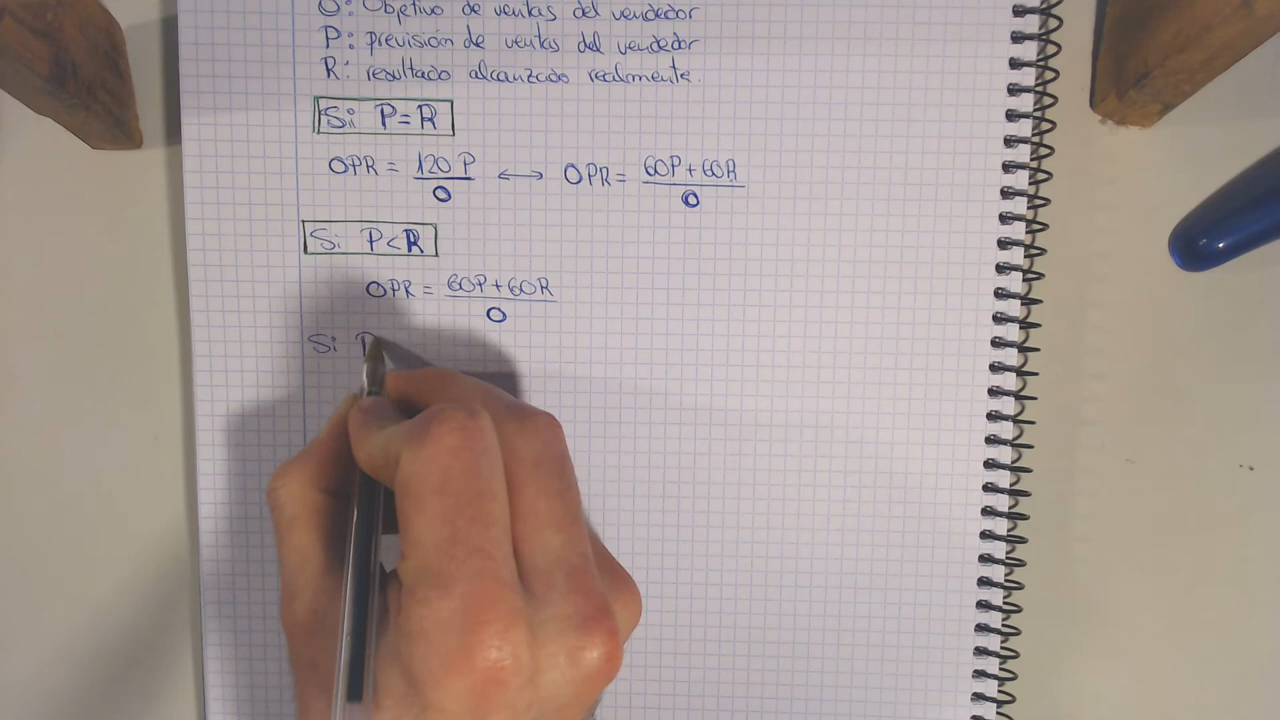 O: Objetivo de ventas del vendedor
P: previsión de ventas del vendedor
R: resultado alcanzado realmente.
Si P=R
OPR = 120 P / O ⟷ OPR = 60P+60R / O
Si P<R
OPR = 60P+60R / O
Si P